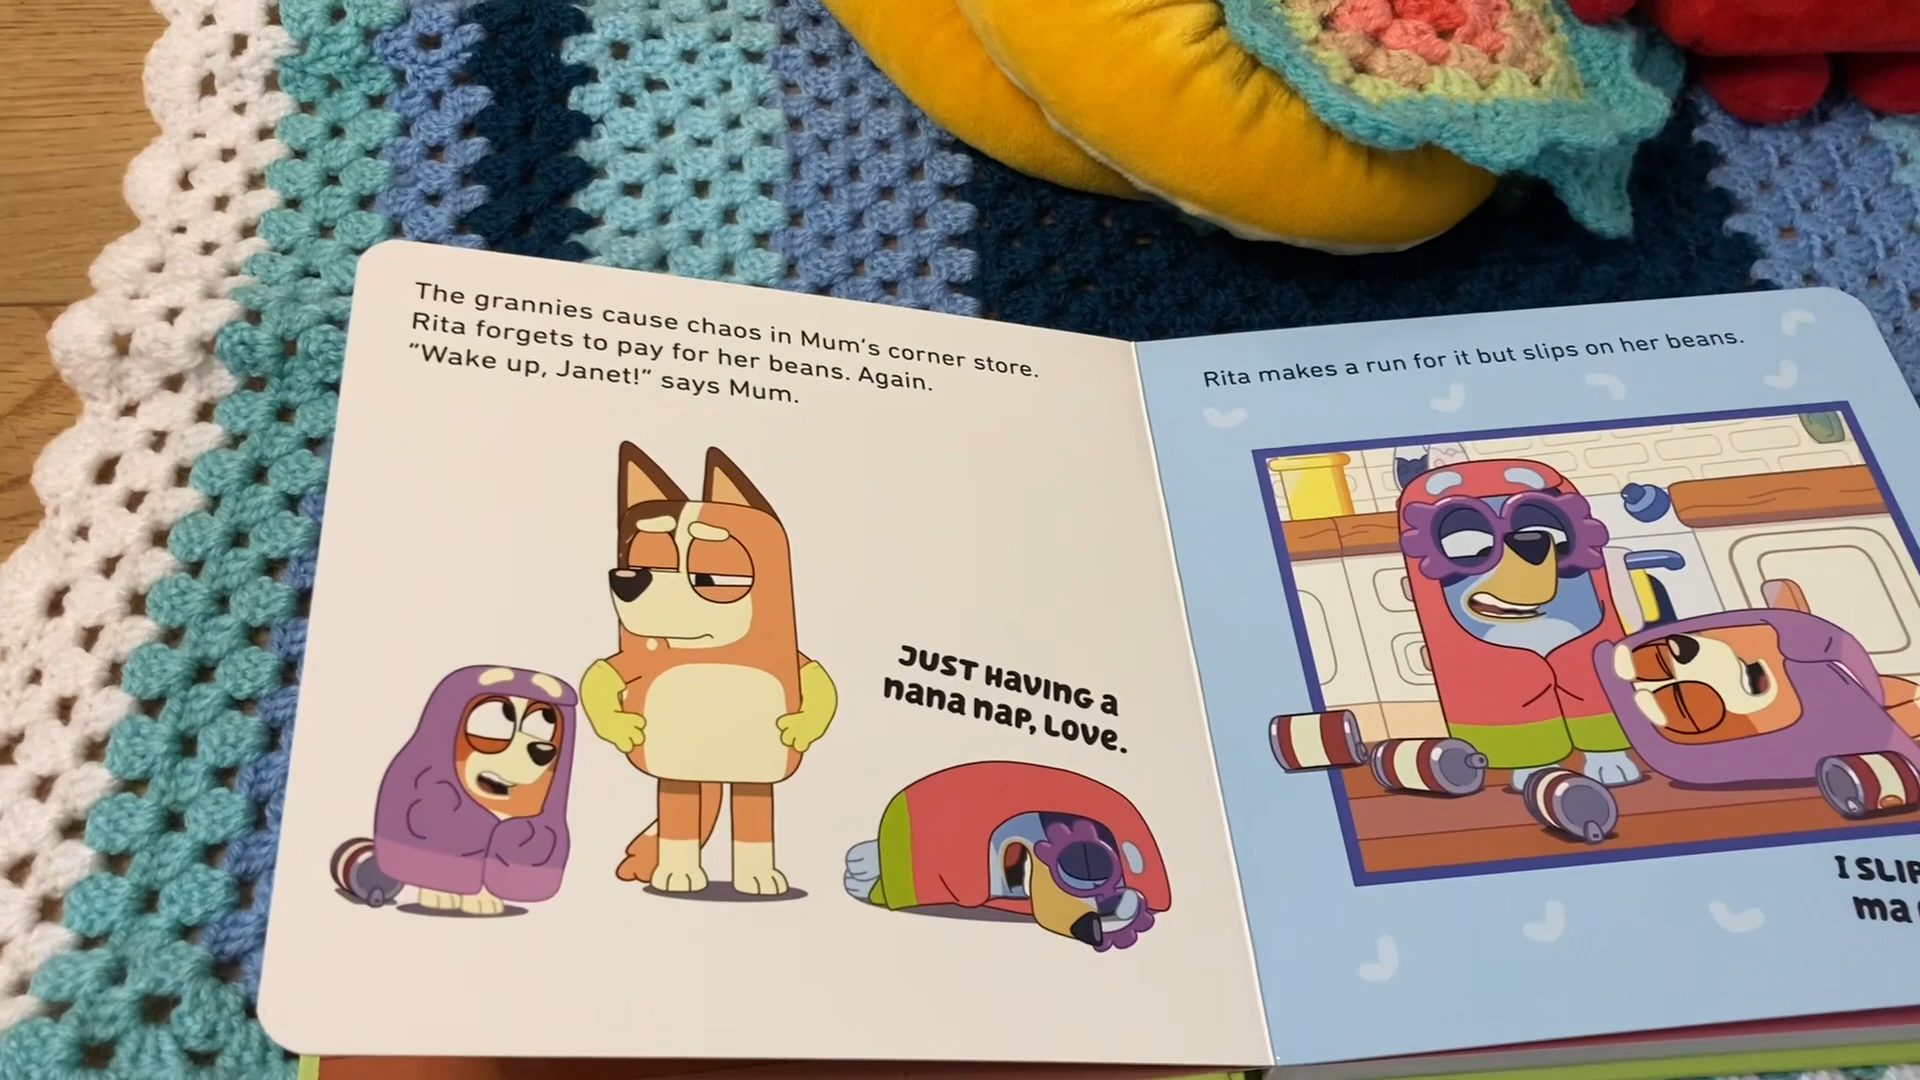 The grannies cause chaos in Mum's corner store.
Rita forgets to pay for her beans. Again.
"Wake up, Janet!" says Mum.
JUST HAVING A
NANA NAP, LOVE.
Rita makes a run for it but slips on her beans.
I SLIP
MA